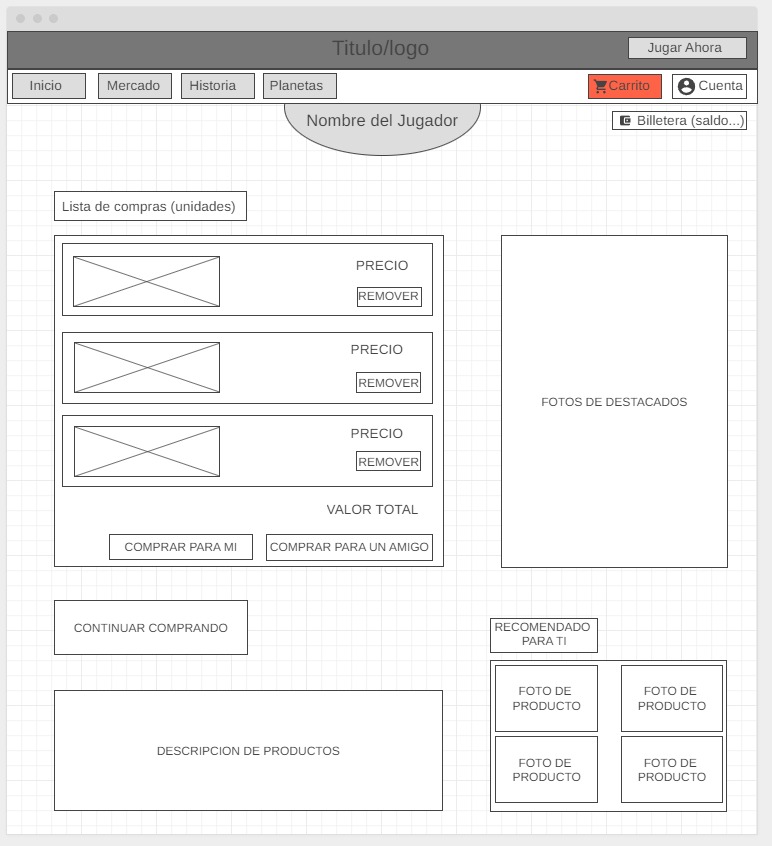 Titulo/logo
Jugar Ahora
Inicio
Mercado
Historia
Planetas
Carrito
Cuenta
Nombre del Jugador
Billetera (saldo...)
Lista de compras (unidades)
PRECIO
REMOVER
PRECIO
REMOVER
PRECIO
REMOVER
VALOR TOTAL
COMPRAR PARA MI
COMPRAR PARA UN AMIGO
FOTOS DE DESTACADOS
CONTINUAR COMPRANDO
RECOMENDADO
PARA TI
FOTO DE
PRODUCTO
FOTO DE
PRODUCTO
FOTO DE
PRODUCTO
FOTO DE
PRODUCTO
DESCRIPCION DE PRODUCTOS